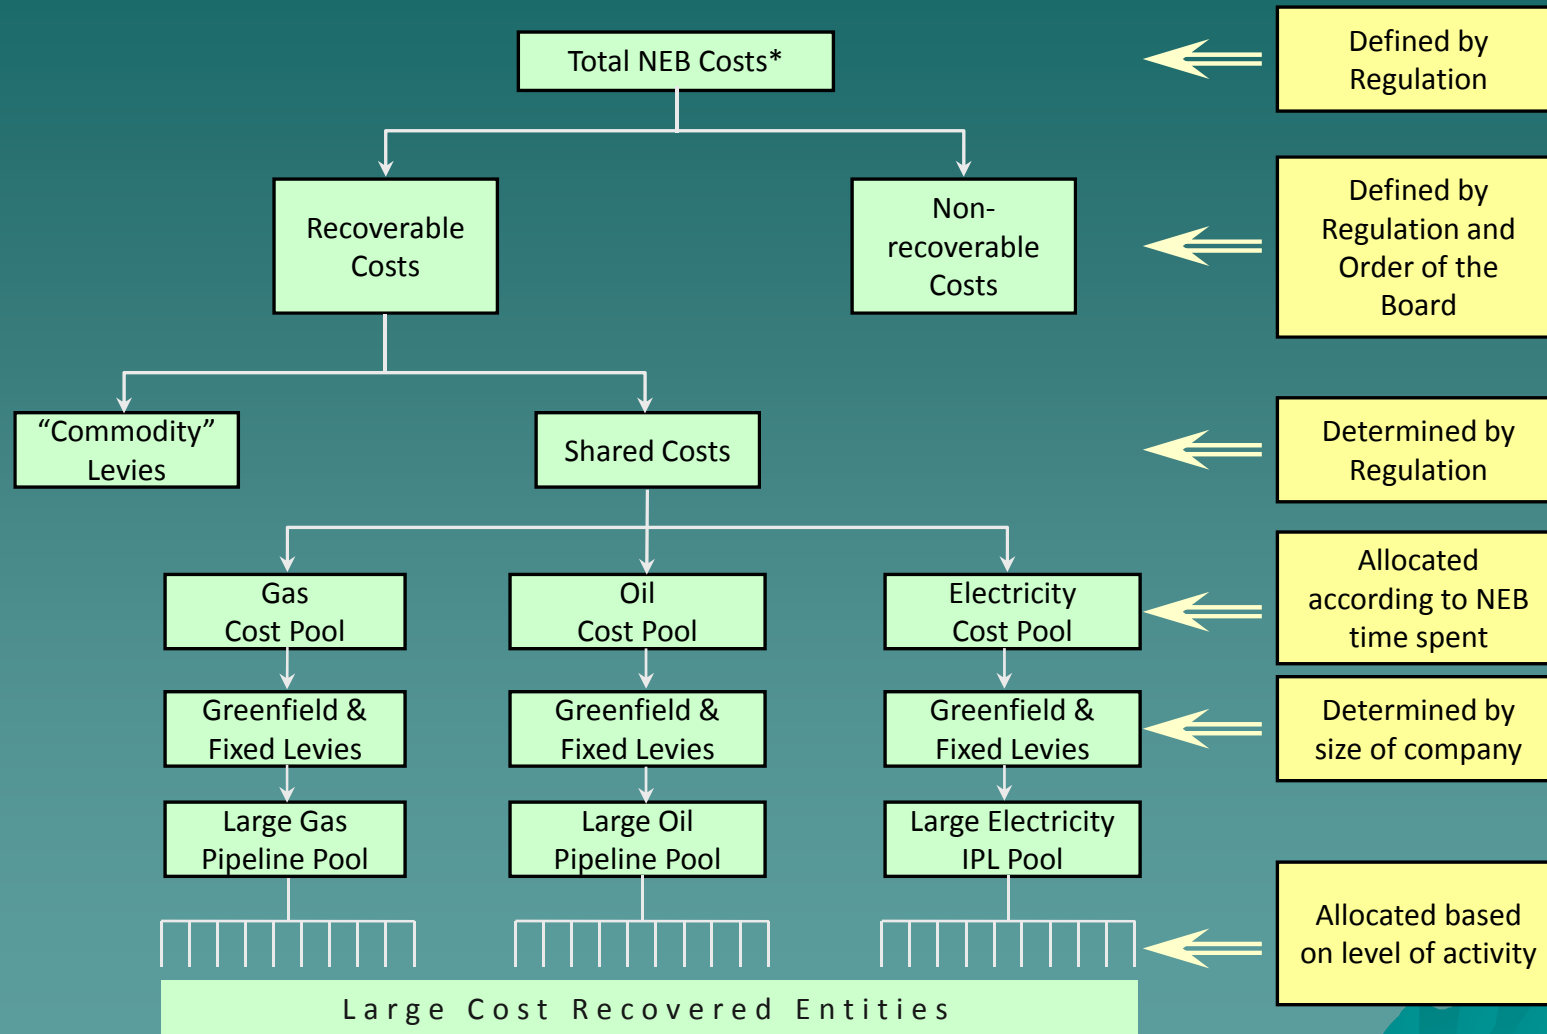 Total NEB Costs*
Defined by
Regulation
Recoverable
Costs
Non-
recoverable
Costs
Defined by
Regulation and
Order of the
Board
“Commodity”
Levies
Shared Costs
Determined by
Regulation
Gas
Cost Pool
Oil
Cost Pool
Electricity
Cost Pool
Allocated
according to NEB
time spent
Greenfield &
Fixed Levies
Greenfield &
Fixed Levies
Greenfield &
Fixed Levies
Determined by
size of company
Large Gas
Pipeline Pool
Large Oil
Pipeline Pool
Large Electricity
IPL Pool
Allocated based
on level of activity
Large Cost Recovered Entities